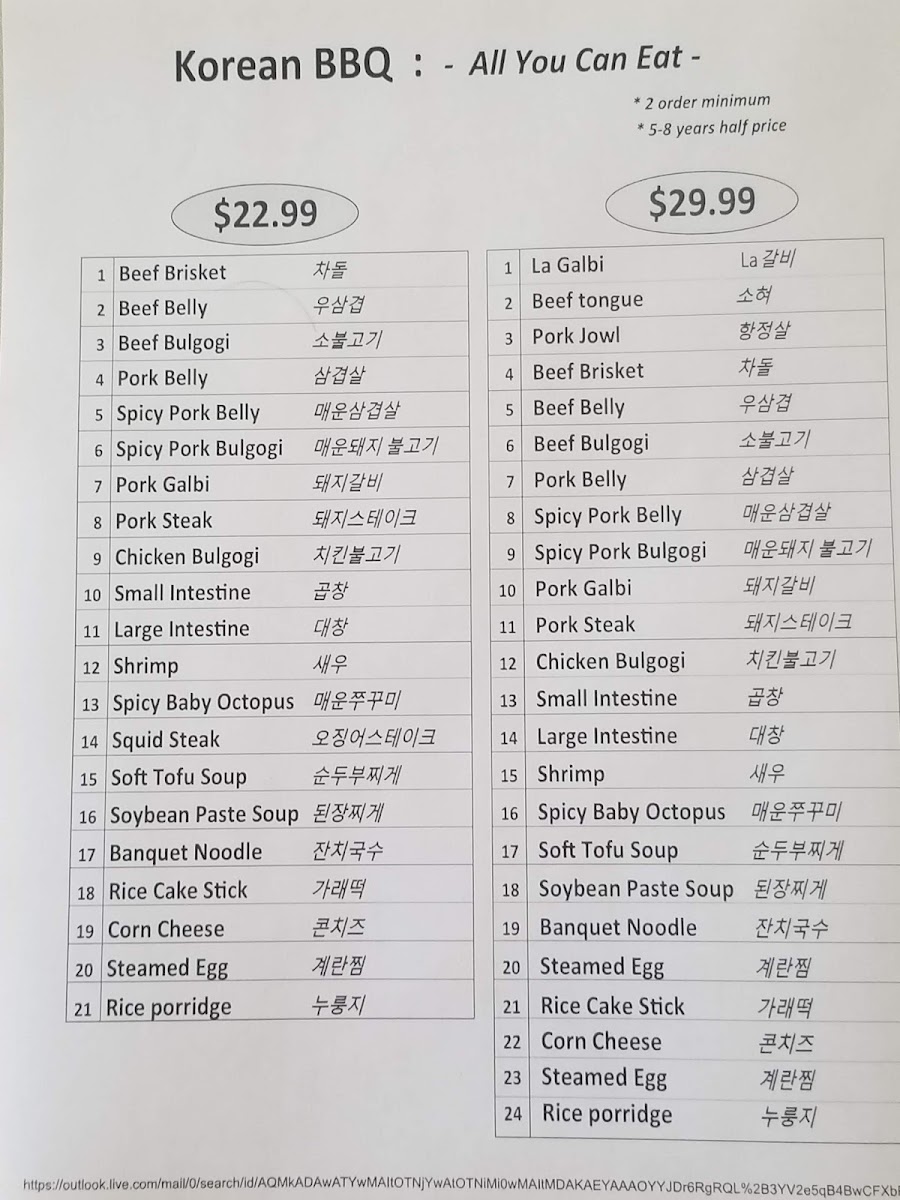 Korean BBQ : - All You Can Eat -
* 2 order minimum
* 5-8 years half price
$22.99
1 Beef Brisket 차돌
2 Beef Belly 우삼겹
3 Beef Bulgogi 소불고기
4 Pork Belly 삼겹살
5 Spicy Pork Belly 매운삼겹살
6 Spicy Pork Bulgogi 매운돼지 불고기
7 Pork Galbi 돼지갈비
8 Pork Steak 돼지스테이크
9 Chicken Bulgogi 치킨불고기
10 Small Intestine 곱창
11 Large Intestine 대창
12 Shrimp 새우
13 Spicy Baby Octopus 매운쭈꾸미
14 Squid Steak 오징어스테이크
15 Soft Tofu Soup 순두부찌게
16 Soybean Paste Soup 된장찌게
17 Banquet Noodle 잔치국수
18 Rice Cake Stick 가래떡
19 Corn Cheese 콘치즈
20 Steamed Egg 계란찜
21 Rice porridge 누룽지
$29.99
1 La Galbi La갈비
2 Beef tongue 소혀
3 Pork Jowl 항정살
4 Beef Brisket 차돌
5 Beef Belly 우삼겹
6 Beef Bulgogi 소불고기
7 Pork Belly 삼겹살
8 Spicy Pork Belly 매운삼겹살
9 Spicy Pork Bulgogi 매운돼지 불고기
10 Pork Galbi 돼지갈비
11 Pork Steak 돼지스테이크
12 Chicken Bulgogi 치킨불고기
13 Small Intestine 곱창
14 Large Intestine 대창
15 Shrimp 새우
16 Spicy Baby Octopus 매운쭈꾸미
17 Soft Tofu Soup 순두부찌게
18 Soybean Paste Soup 된장찌게
19 Banquet Noodle 잔치국수
20 Steamed Egg 계란찜
21 Rice Cake Stick 가래떡
22 Corn Cheese 콘치즈
23 Steamed Egg 계란찜
24 Rice porridge 누룽지
https://outlook.live.com/mail/0/search/id/AQMkADAwATYwMAItOTNjYwAtOTNiMi0wMAItMDAKAEYAAAOYYJDr6RgRQL%2B3YV2e5qB4BwCFXbI